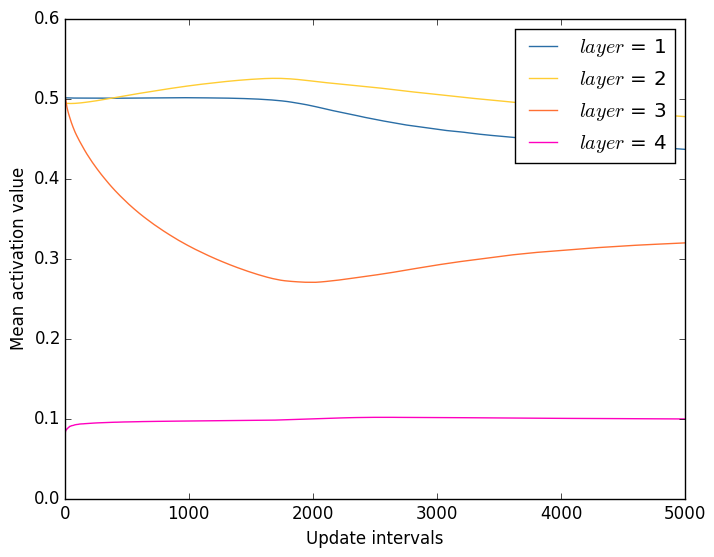 0.6
0.5
0.4
0.3
0.2
0.1
0.0
Mean activation value
layer = 1
layer = 2
layer = 3
layer = 4
0 1000 2000 3000 4000 5000
Update intervals